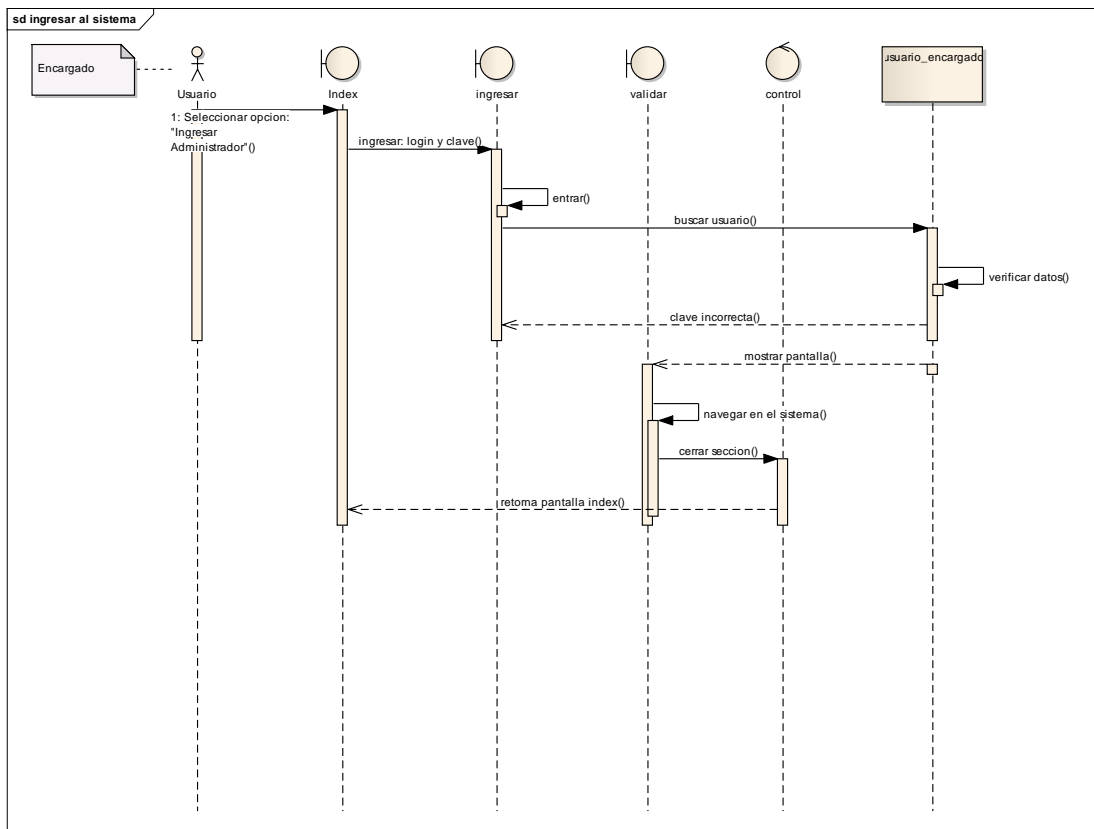 sd ingresar al sistema
Encargado
Usuario
Index
ingresar
validar
control
usuario_encargado
1: Seleccionar opcion:
"Ingresar
Administrador"()
ingresar: login y clave()
entrar()
buscar usuario()
verificar datos()
clave incorrecta()
mostrar pantalla()
navegar en el sistema()
cerrar seccion()
retorna pantalla index()